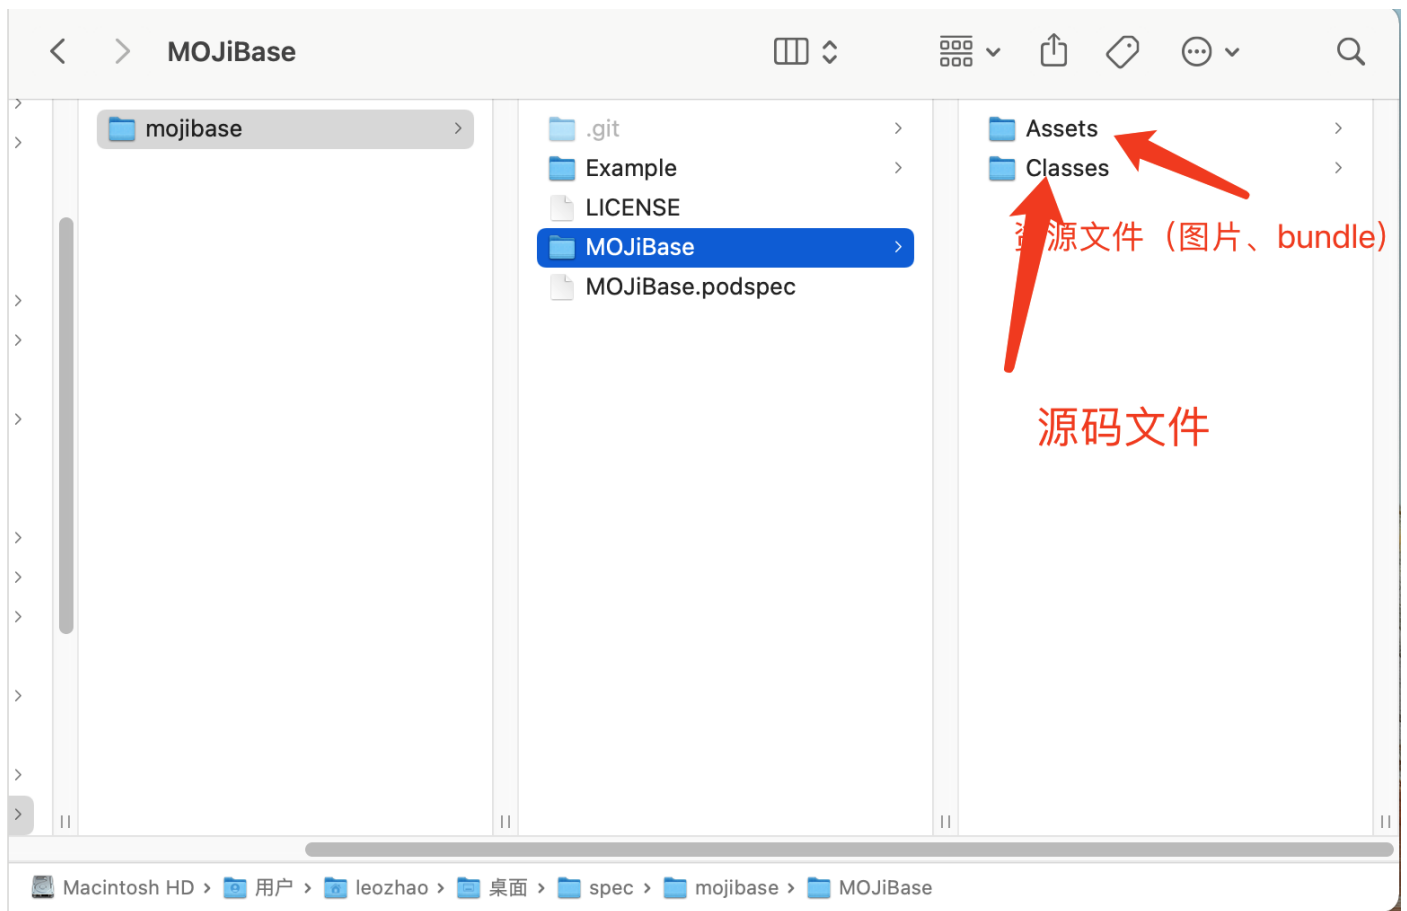 MOJiBase
mojibase
.git
Example
LICENSE
MOJiBase
MOJiBase.podspec
Assets
Classes
资源文件（图片、bundle）
源码文件
Macintosh HD › 用户 › leozhao › 桌面 › spec › mojibase › MOJiBase